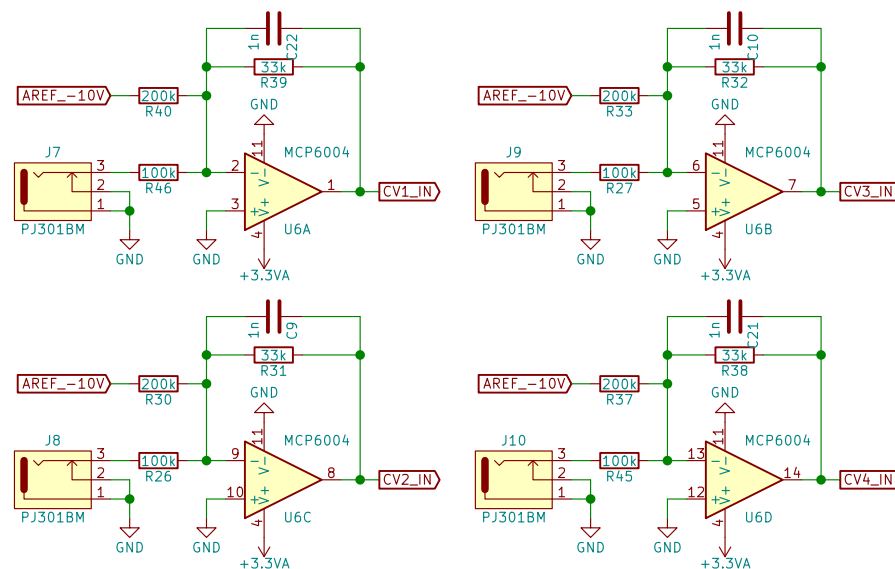 1n
C22
33k
R39
AREF_-10V
200k
R40
GND
11
MCP6004
J7
3
2
1
100k
R46
2
3
V-
V+
1
CV1_IN
4
U6A
PJ301BM
GND
GND
+3.3VA
1n
C10
33k
R32
AREF_-10V
200k
R33
GND
11
MCP6004
J9
3
2
1
100k
R27
6
5
V-
V+
7
CV3_IN
4
U6B
PJ301BM
GND
GND
+3.3VA
1n
C9
33k
R31
AREF_-10V
200k
R30
GND
11
MCP6004
J8
3
2
1
100k
R26
9
10
V-
V+
8
CV2_IN
4
U6C
PJ301BM
GND
GND
+3.3VA
1n
C21
33k
R38
AREF_-10V
200k
R37
GND
11
MCP6004
J10
3
2
1
100k
R45
13
12
V-
V+
14
CV4_IN
4
U6D
PJ301BM
GND
GND
+3.3VA